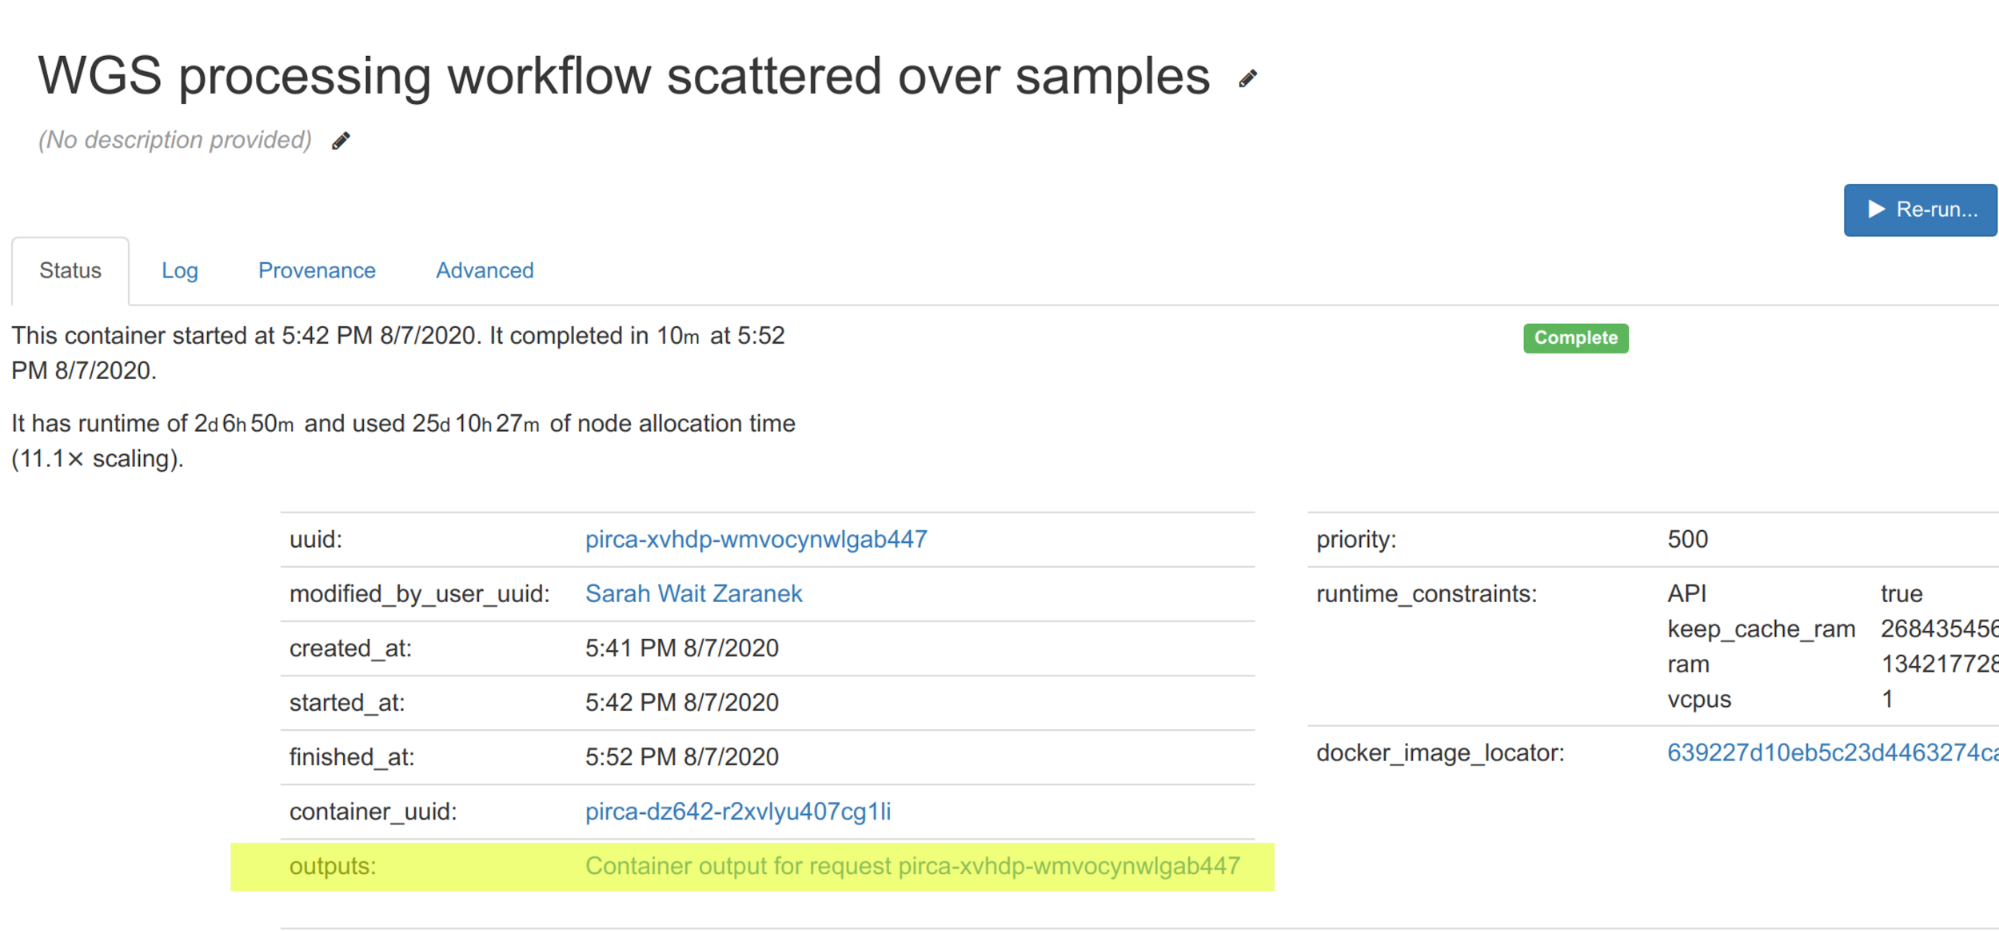 WGS processing workflow scattered over samples
(No description provided)
Re-run...
Status Log Provenance Advanced
This container started at 5:42 PM 8/7/2020. It completed in 10m at 5:52
PM 8/7/2020.
Complete
It has runtime of 2d 6h 50m and used 25d 10h 27m of node allocation time
(11.1× scaling).
uuid: pirca-xvhdp-wmvocynwlgab447
modified_by_user_uuid: Sarah Wait Zaranek
created_at: 5:41 PM 8/7/2020
started_at: 5:42 PM 8/7/2020
finished_at: 5:52 PM 8/7/2020
container_uuid: pirca-dz642-r2xvlyu407cg1li
outputs: Container output for request pirca-xvhdp-wmvocynwlgab447
priority: 500
runtime_constraints: API true
keep_cache_ram 268435456
ram 134217728
vcpus 1
docker_image_locator: 639227d10eb5c23d4463274ca